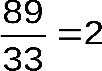 89/33 = 2